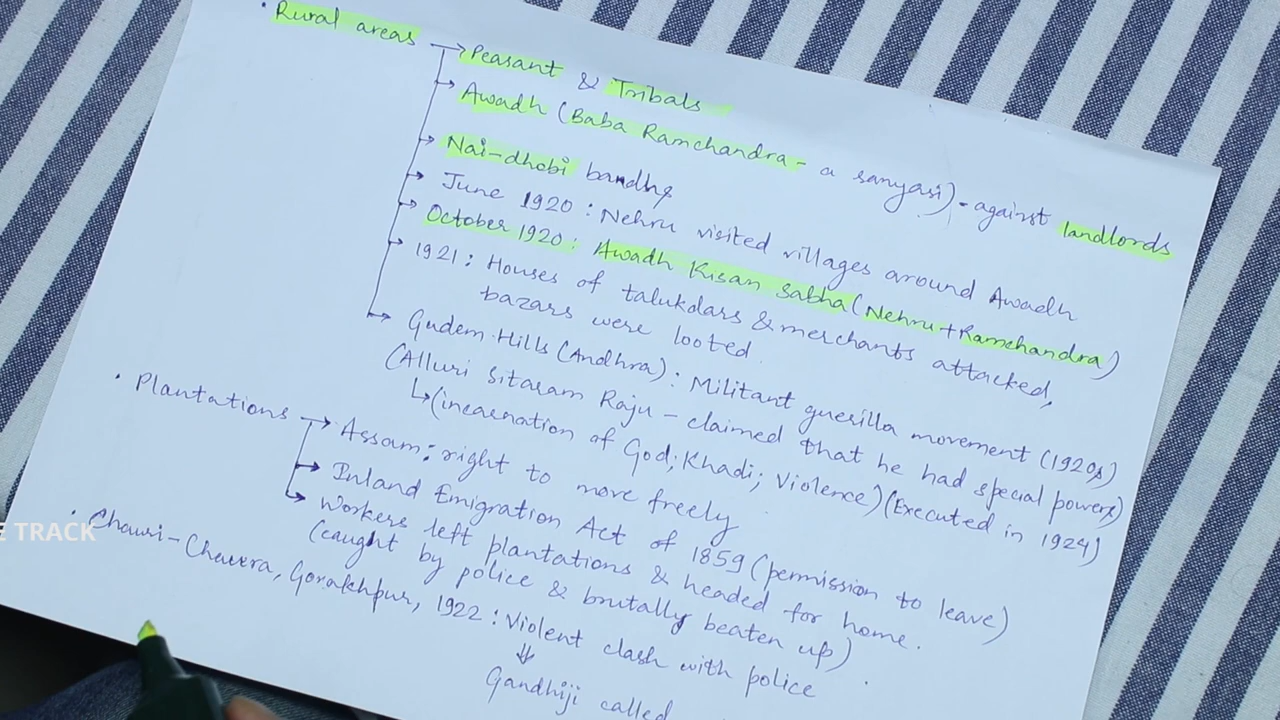 • Rural areas → Peasant & Tribals
→ Awadh (Baba Ramchandra - a sanyasi) - against landlords
→ Nai-dhobi bandhs
→ June 1920 : Nehru visited villages around Awadh
→ October 1920 : Awadh Kisan Sabha (Nehru + Ramchandra)
→ 1921 : Houses of talukdars & merchants attacked,
bazars were looted.
→ Gudem Hills (Andhra) : Militant guerilla movement (1920s)
(Alluri Sitaram Raju - claimed that he had special powers)
↳ (incarnation of God; Khadi; Violence) (Executed in 1924)
• Plantations → Assam : right to move freely
→ Inland Emigration Act of 1859 (permission to leave)
→ Workers left plantations & headed for home.
(caught by police & brutally beaten up)
• Chauri-Chaura, Gorakhpur, 1922 : Violent clash with police
⇓
Gandhiji called
E TRACK